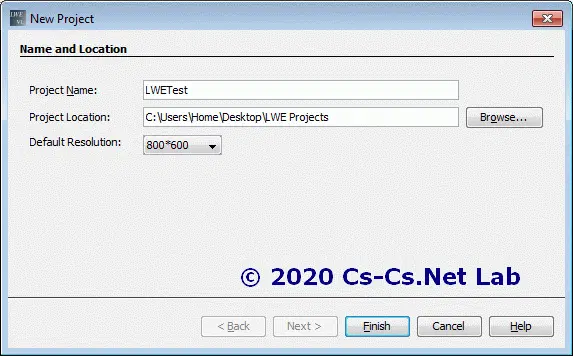 New Project
Name and Location
Project Name: LWETest
Project Location: C:\Users\Home\Desktop\LWE Projects Browse...
Default Resolution: 800*600
© 2020 Cs-Cs.Net Lab
< Back Next > Finish Cancel Help